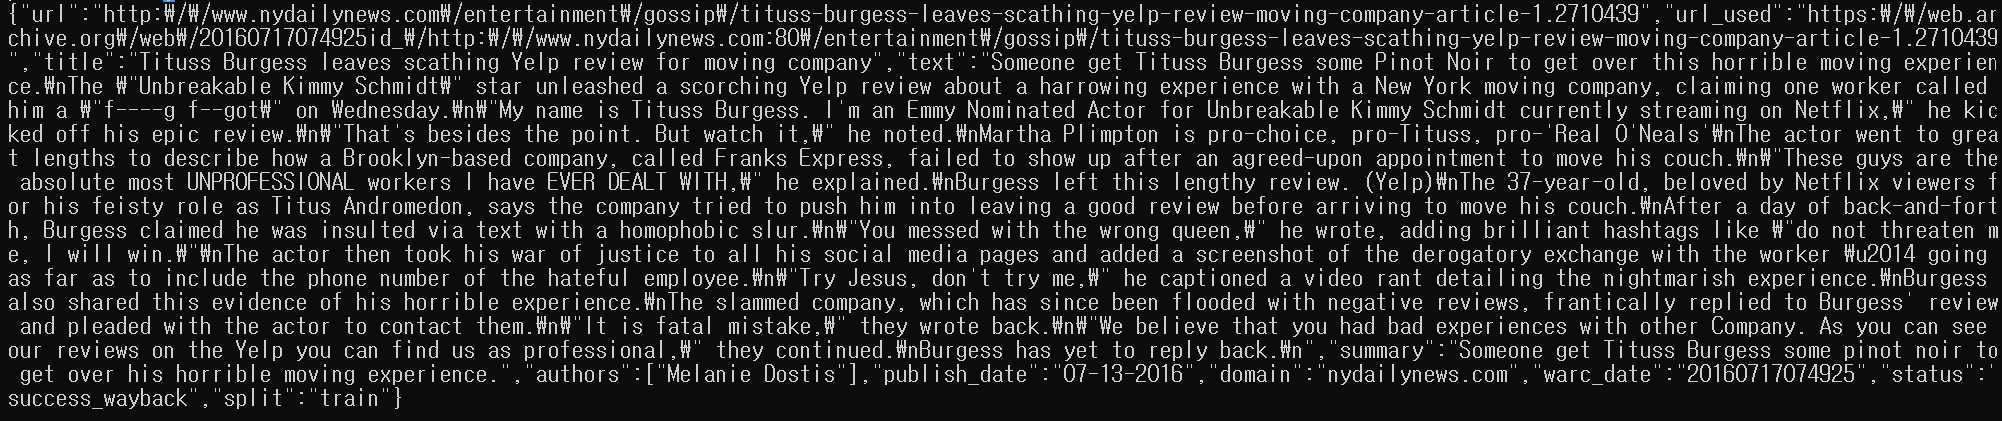 {"url":"http:₩/₩/www.nydailynews.com₩/entertainment₩/gossip₩/tituss-burgess-leaves-scathing-yelp-review-moving-company-article-1.2710439","url_used":"https:₩/₩/web.ar
chive.org₩/web₩/20160717074925id_₩/http:₩/₩/www.nydailynews.com:80₩/entertainment₩/gossip₩/tituss-burgess-leaves-scathing-yelp-review-moving-company-article-1.2710439
","title":"Tituss Burgess leaves scathing Yelp review for moving company","text":"Someone get Tituss Burgess some Pinot Noir to get over this horrible moving experien
ce.₩nThe ₩"Unbreakable Kimmy Schmidt₩" star unleashed a scorching Yelp review about a harrowing experience with a New York moving company, claiming one worker called
him a ₩"f----g f--got₩" on Wednesday.₩n₩"My name is Tituss Burgess. I'm an Emmy Nominated Actor for Unbreakable Kimmy Schmidt currently streaming on Netflix,₩" he kic
ked off his epic review.₩n₩"That's besides the point. But watch it,₩" he noted.₩nMartha Plimpton is pro-choice, pro-Tituss, pro-'Real O'Neals'₩nThe actor went to grea
t lengths to describe how a Brooklyn-based company, called Franks Express, failed to show up after an agreed-upon appointment to move his couch.₩n₩"These guys are the
 absolute most UNPROFESSIONAL workers I have EVER DEALT WITH,₩" he explained.₩nBurgess left this lengthy review. (Yelp)₩nThe 37-year-old, beloved by Netflix viewers f
or his feisty role as Titus Andromedon, says the company tried to push him into leaving a good review before arriving to move his couch.₩nAfter a day of back-and-fort
h, Burgess claimed he was insulted via text with a homophobic slur.₩n₩"You messed with the wrong queen,₩" he wrote, adding brilliant hashtags like ₩"do not threaten m
e, I will win.₩"₩nThe actor then took his war of justice to all his social media pages and added a screenshot of the derogatory exchange with the worker ₩u2014 going
as far as to include the phone number of the hateful employee.₩n₩"Try Jesus, don't try me,₩" he captioned a video rant detailing the nightmarish experience.₩nBurgess
also shared this evidence of his horrible experience.₩nThe slammed company, which has since been flooded with negative reviews, frantically replied to Burgess' review
 and pleaded with the actor to contact them.₩n₩"It is fatal mistake,₩" they wrote back.₩n₩"We believe that you had bad experiences with other Company. As you can see
our reviews on the Yelp you can find us as professional,₩" they continued.₩nBurgess has yet to reply back.₩n","summary":"Someone get Tituss Burgess some pinot noir to
 get over his horrible moving experience.","authors":["Melanie Dostis"],"publish_date":"07-13-2016","domain":"nydailynews.com","warc_date":"20160717074925","status":"
success_wayback","split":"train"}